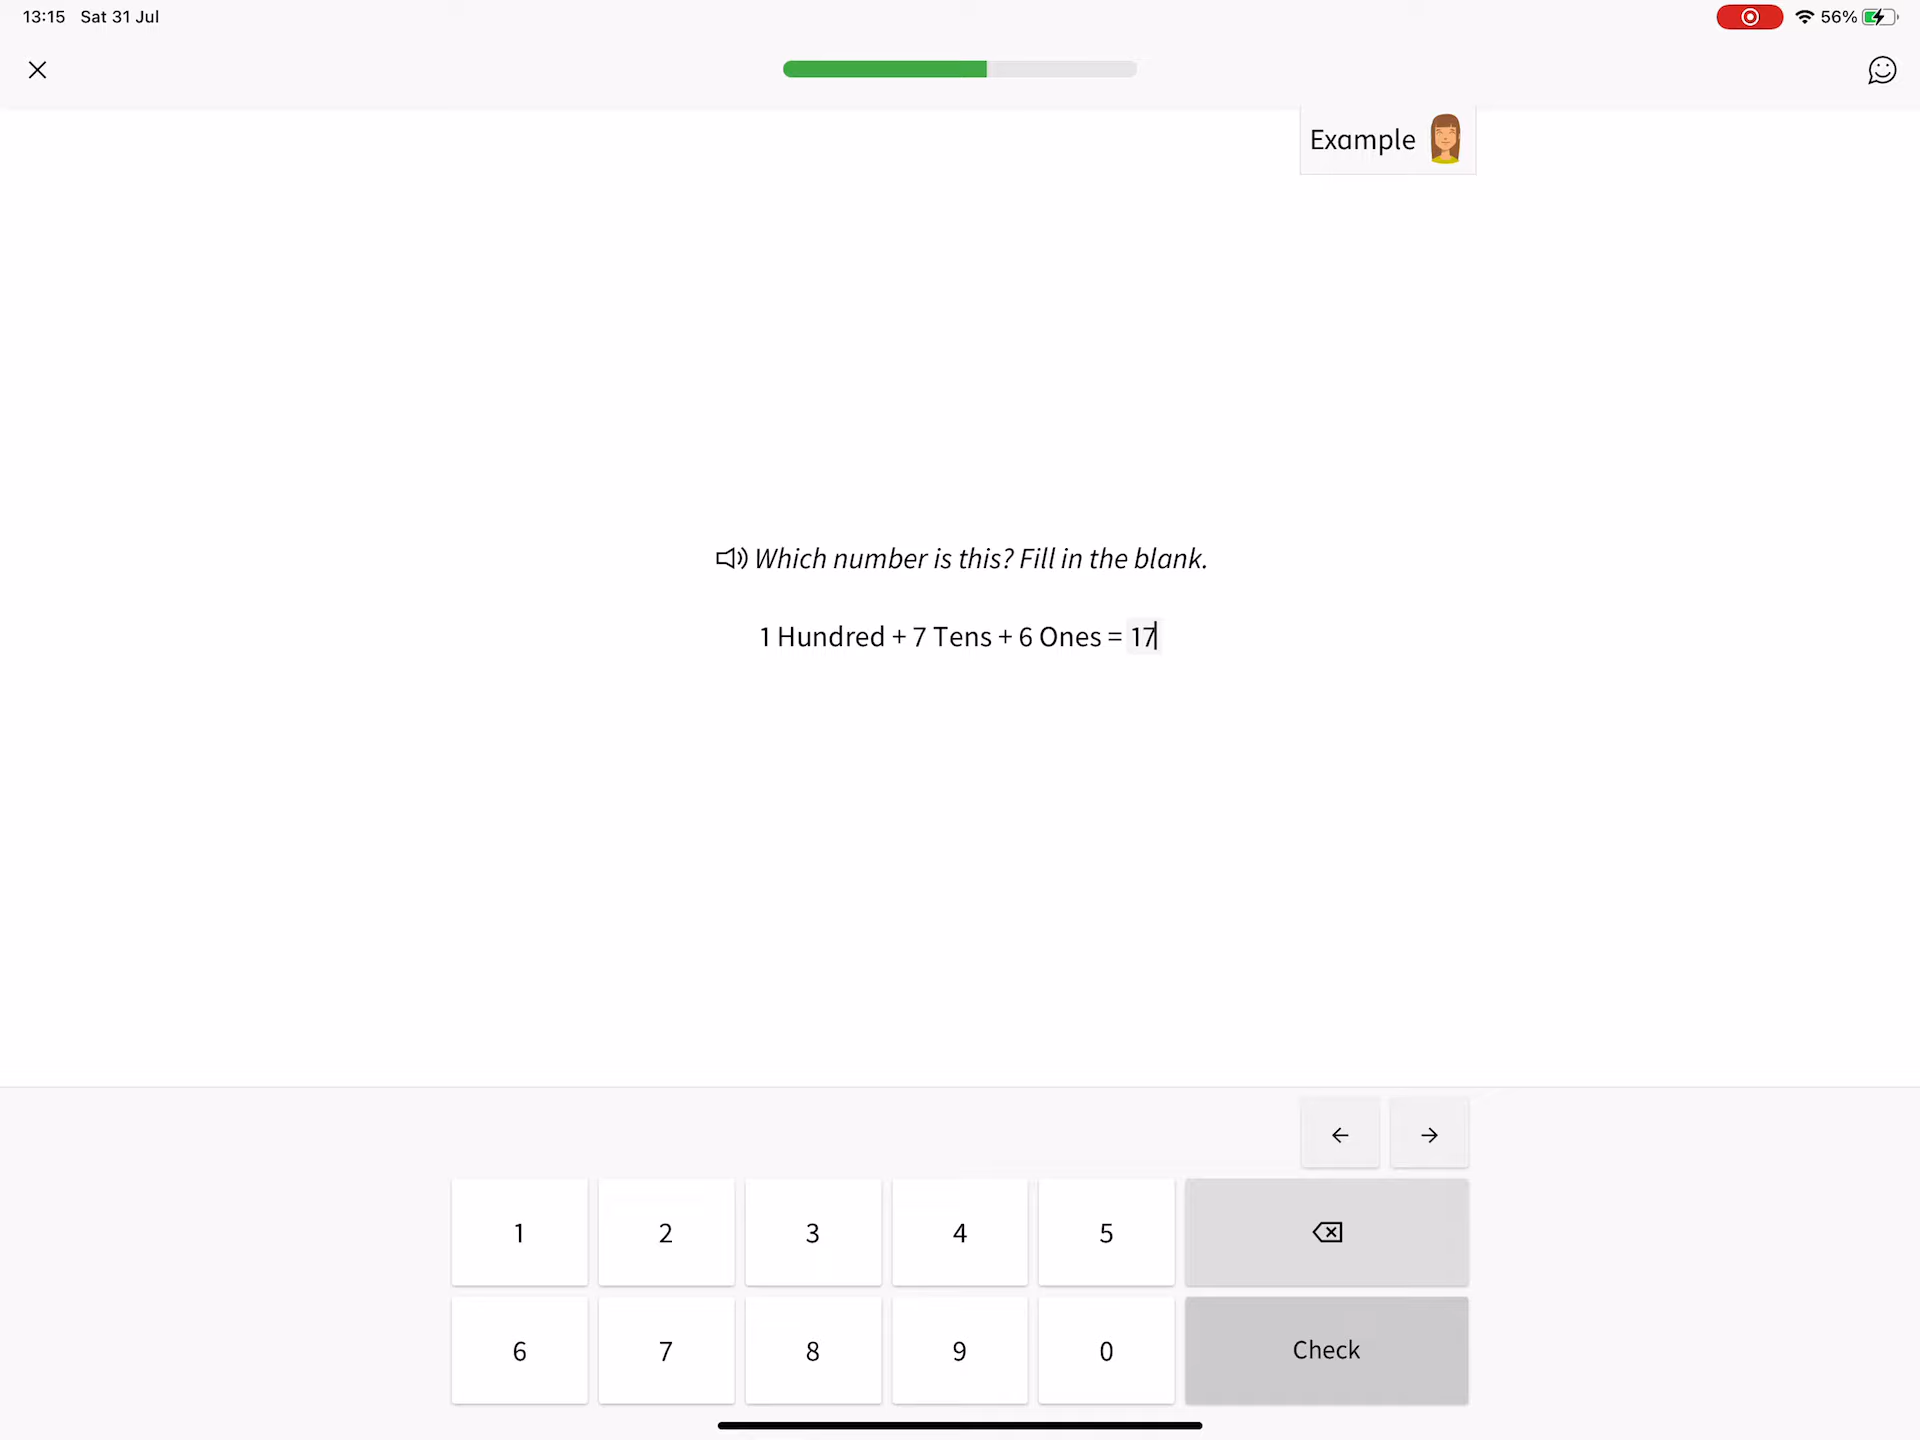 13:15 Sat 31 Jul
56%
Example
Which number is this? Fill in the blank.
1 Hundred + 7 Tens + 6 Ones = 17
1 2 3 4 5
6 7 8 9 0 Check